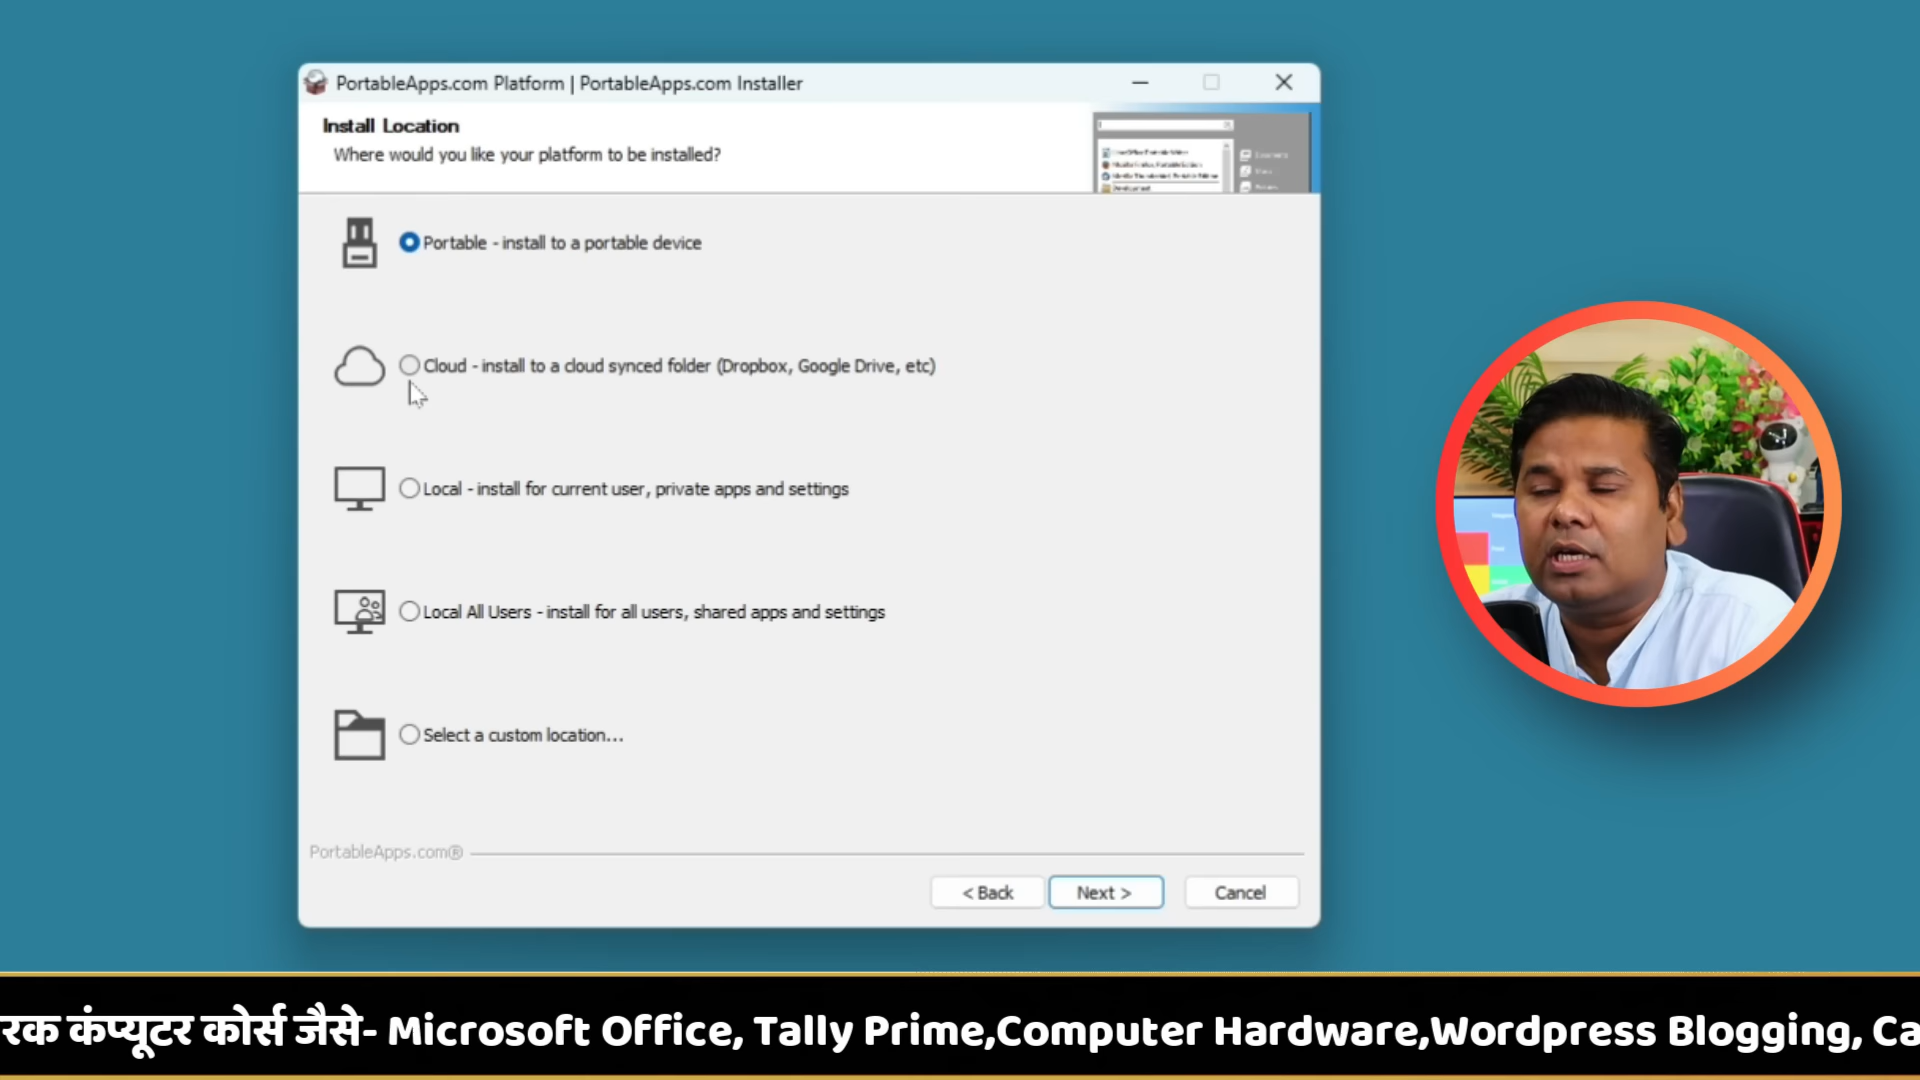 PortableApps.com Platform | PortableApps.com Installer
Install Location
Where would you like your platform to be installed?
Portable - install to a portable device
Cloud - install to a cloud synced folder (Dropbox, Google Drive, etc)
Local - install for current user, private apps and settings
Local All Users - install for all users, shared apps and settings
Select a custom location...
PortableApps.com®
< Back
Next >
Cancel
रक कंप्यूटर कोर्स जैसे- Microsoft Office, Tally Prime,Computer Hardware,Wordpress Blogging, Ca